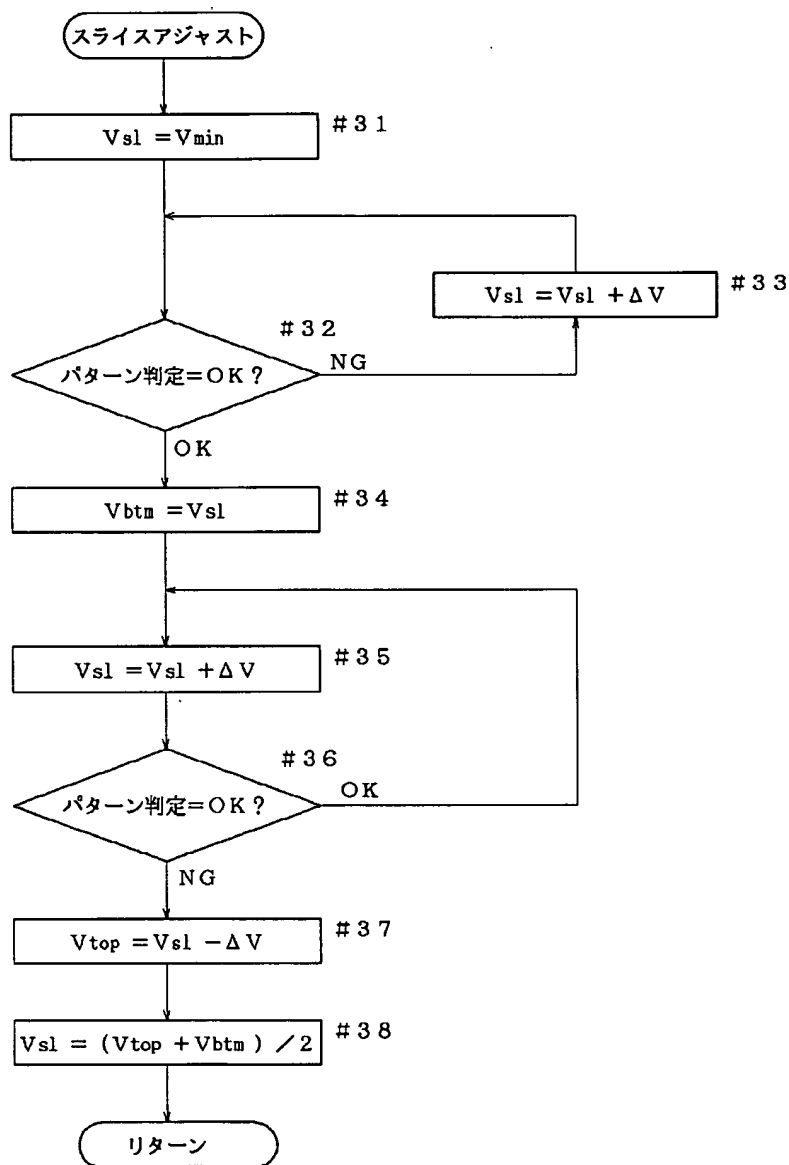 スライスアジャスト
Vsl =Vmin
#31
Vsl =Vsl +ΔV
#33
#32
パターン判定=OK?
NG
OK
Vbtm =Vsl
#34
Vsl =Vsl +ΔV
#35
#36
パターン判定=OK?
OK
NG
Vtop =Vsl -ΔV
#37
Vsl = (Vtop +Vbtm ) /2
#38
リターン